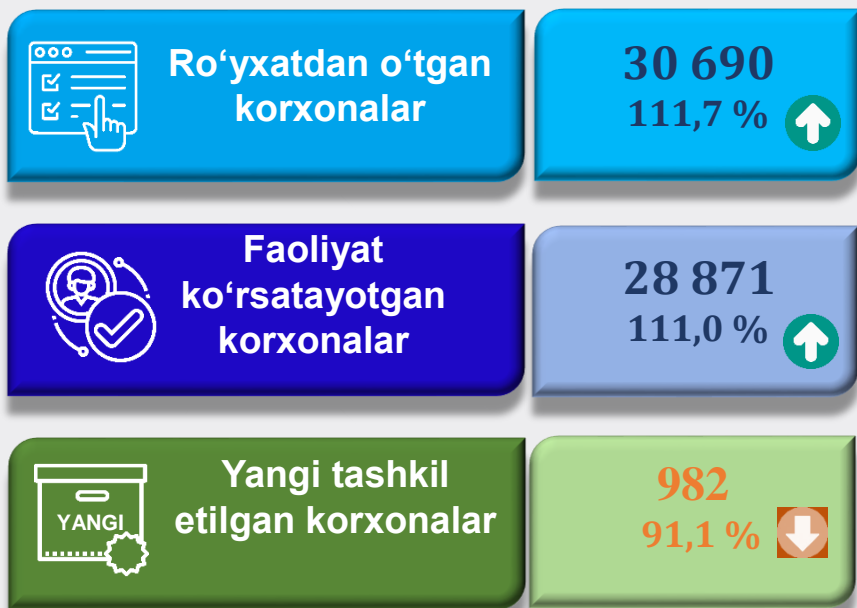 Ro‘yxatdan o‘tgan
korxonalar
30 690
111,7 %
Faoliyat
ko‘rsatayotgan
korxonalar
28 871
111,0 %
YANGI
Yangi tashkil
etilgan korxonalar
982
91,1 %